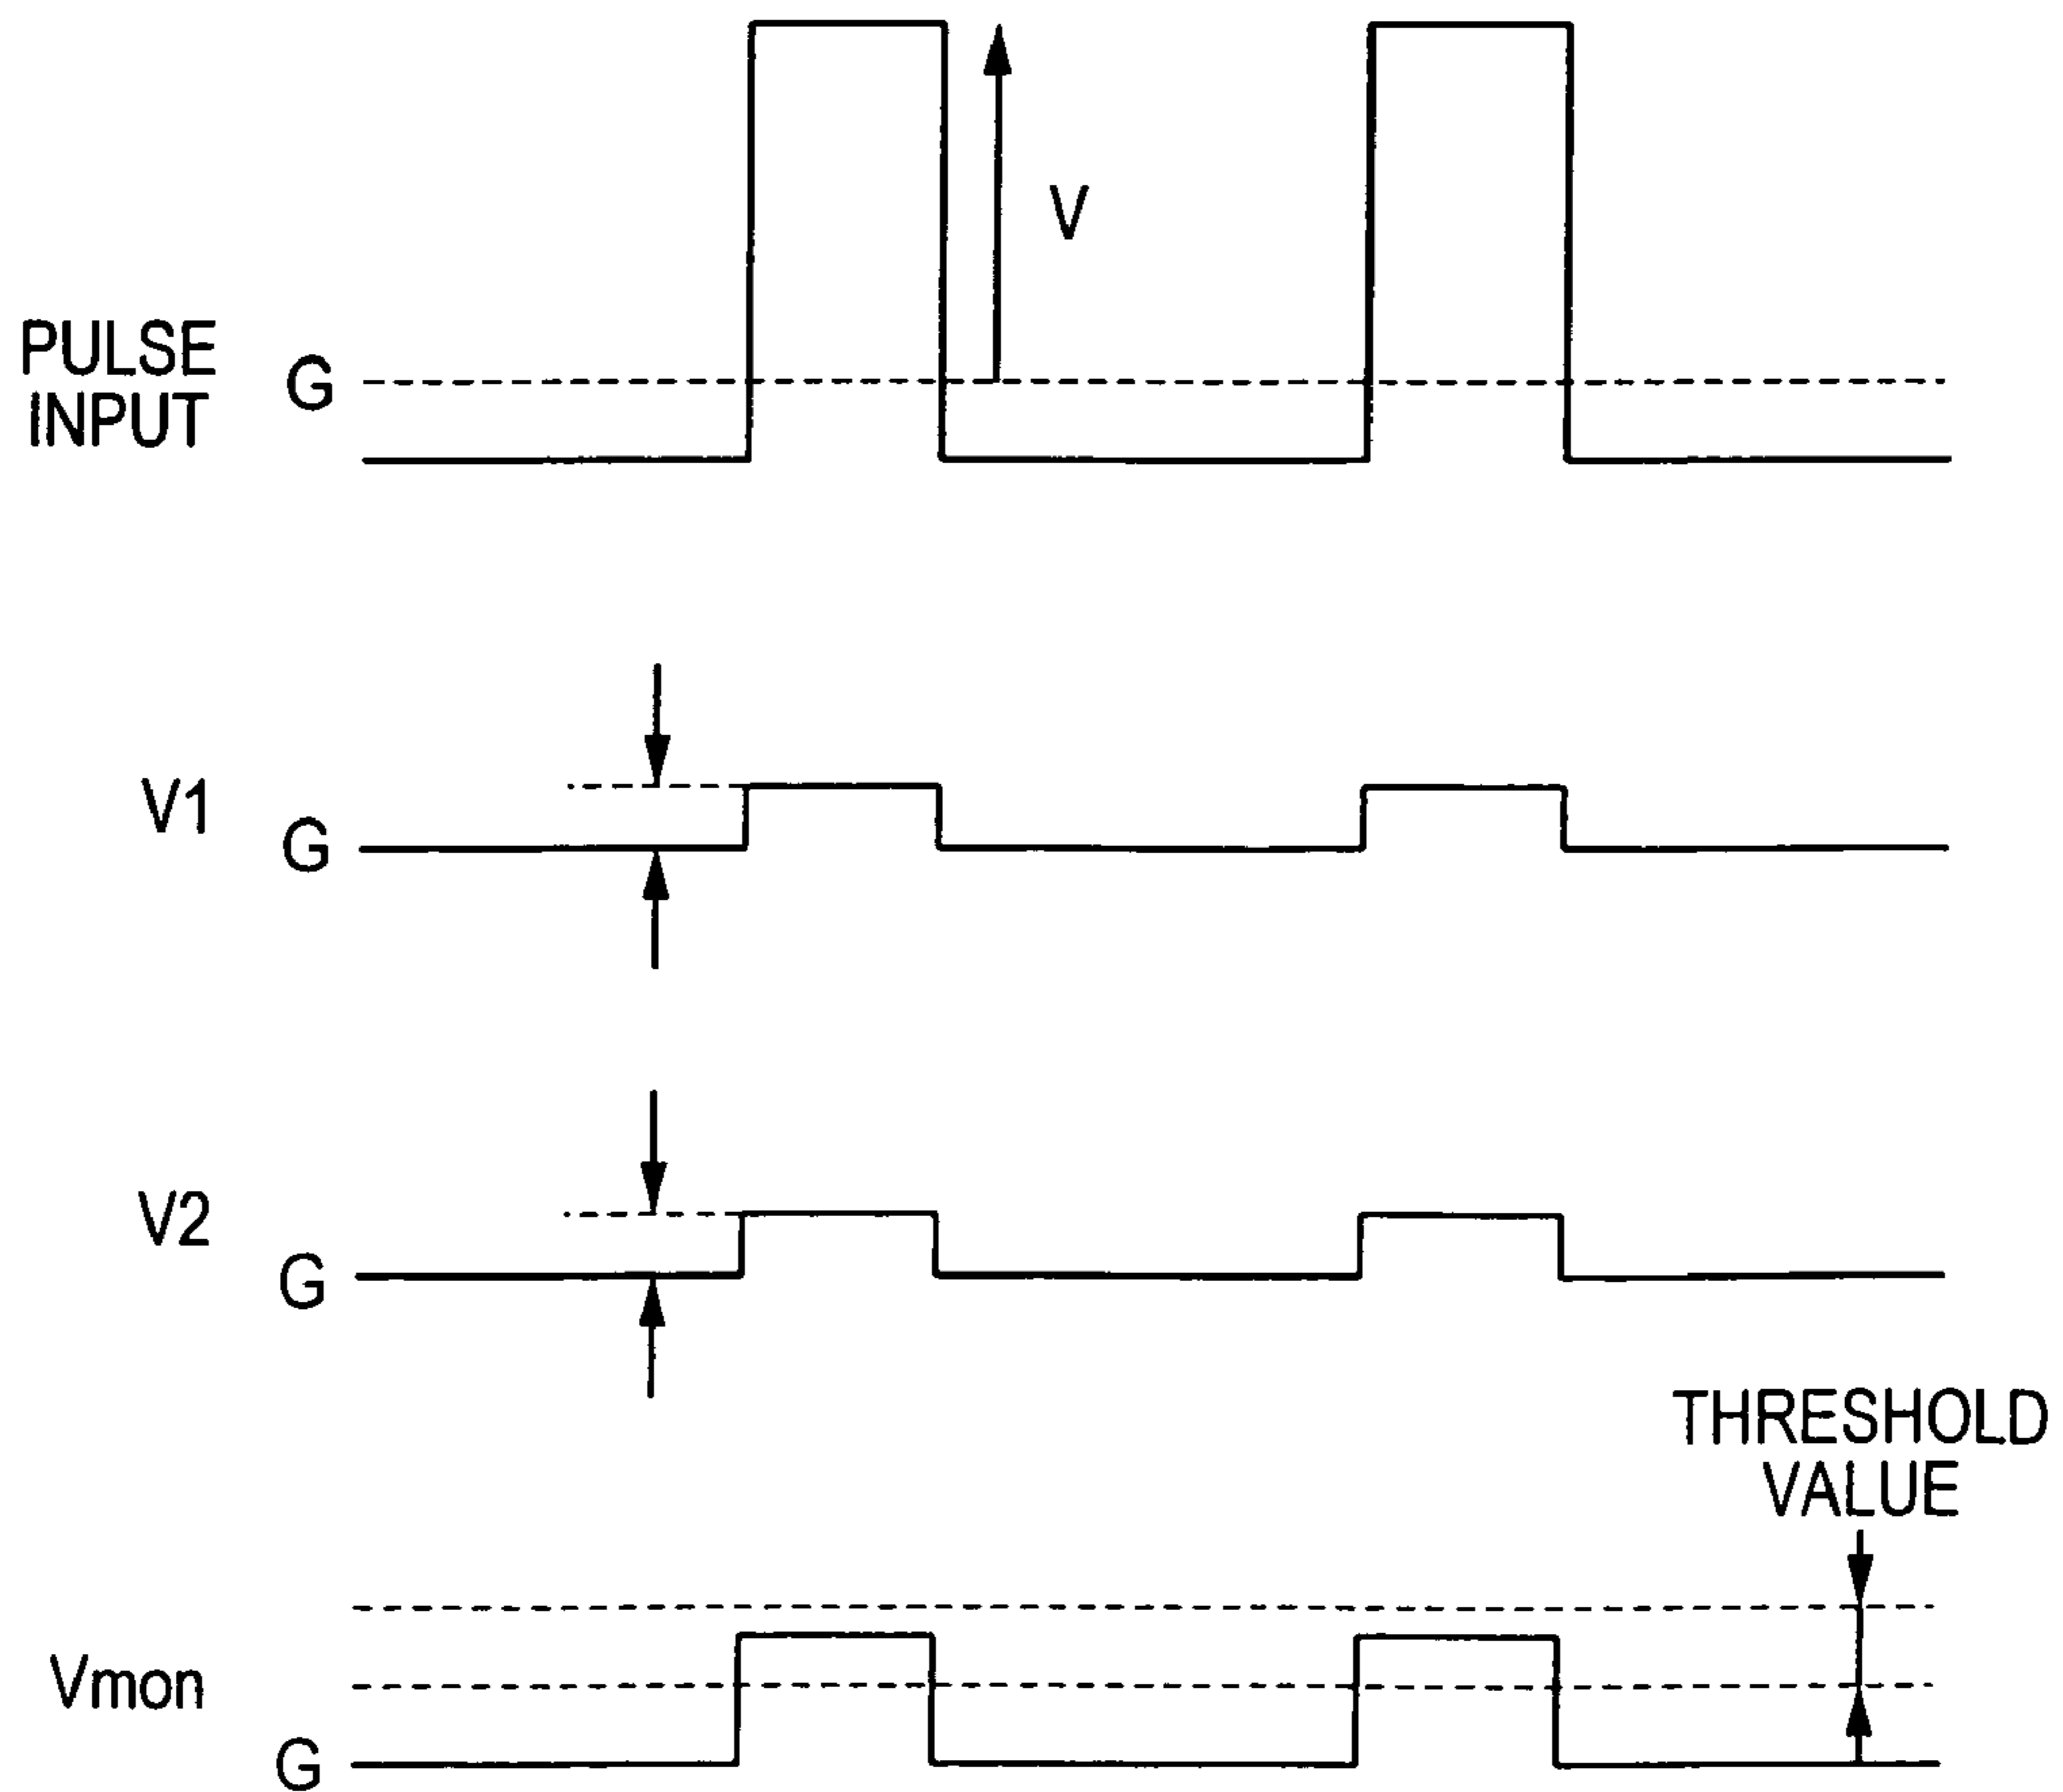 V
PULSE
INPUT
G
V1
G
V2
G
THRESHOLD
VALUE
Vmon
G